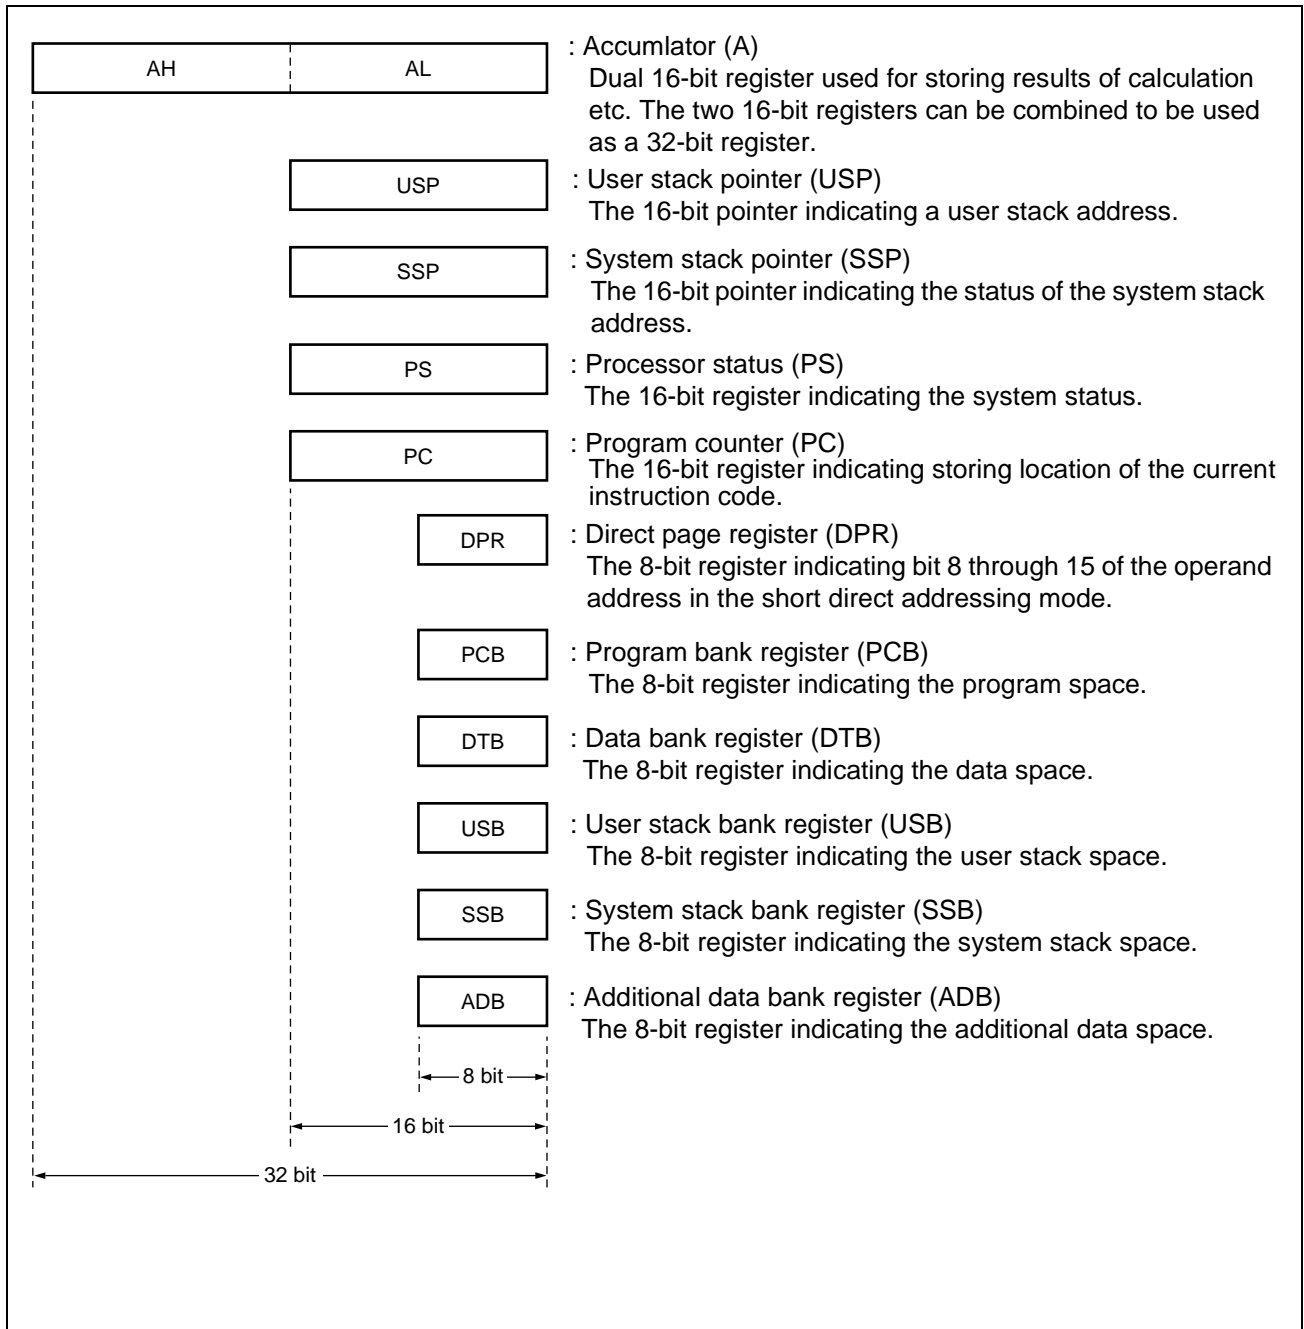 AH AL : Accumlator (A)
Dual 16-bit register used for storing results of calculation
etc. The two 16-bit registers can be combined to be used
as a 32-bit register.
USP : User stack pointer (USP)
The 16-bit pointer indicating a user stack address.
SSP : System stack pointer (SSP)
The 16-bit pointer indicating the status of the system stack
address.
PS : Processor status (PS)
The 16-bit register indicating the system status.
PC : Program counter (PC)
The 16-bit register indicating storing location of the current
instruction code.
DPR : Direct page register (DPR)
The 8-bit register indicating bit 8 through 15 of the operand
address in the short direct addressing mode.
PCB : Program bank register (PCB)
The 8-bit register indicating the program space.
DTB : Data bank register (DTB)
The 8-bit register indicating the data space.
USB : User stack bank register (USB)
The 8-bit register indicating the user stack space.
SSB : System stack bank register (SSB)
The 8-bit register indicating the system stack space.
ADB : Additional data bank register (ADB)
The 8-bit register indicating the additional data space.
8 bit
16 bit
32 bit